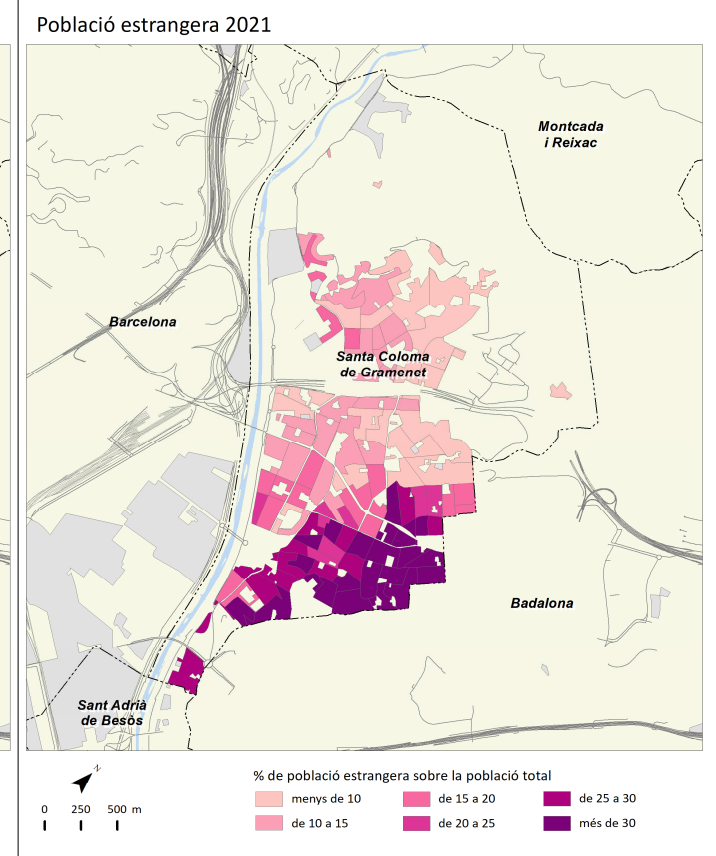 Població estrangera 2021
Montcada
i Reixac
Barcelona
Santa Coloma
de Gramenet
Badalona
Sant Adrià
de Besòs
N
0 250 500 m
% de població estrangera sobre la població total
menys de 10
de 10 a 15
de 15 a 20
de 20 a 25
de 25 a 30
més de 30